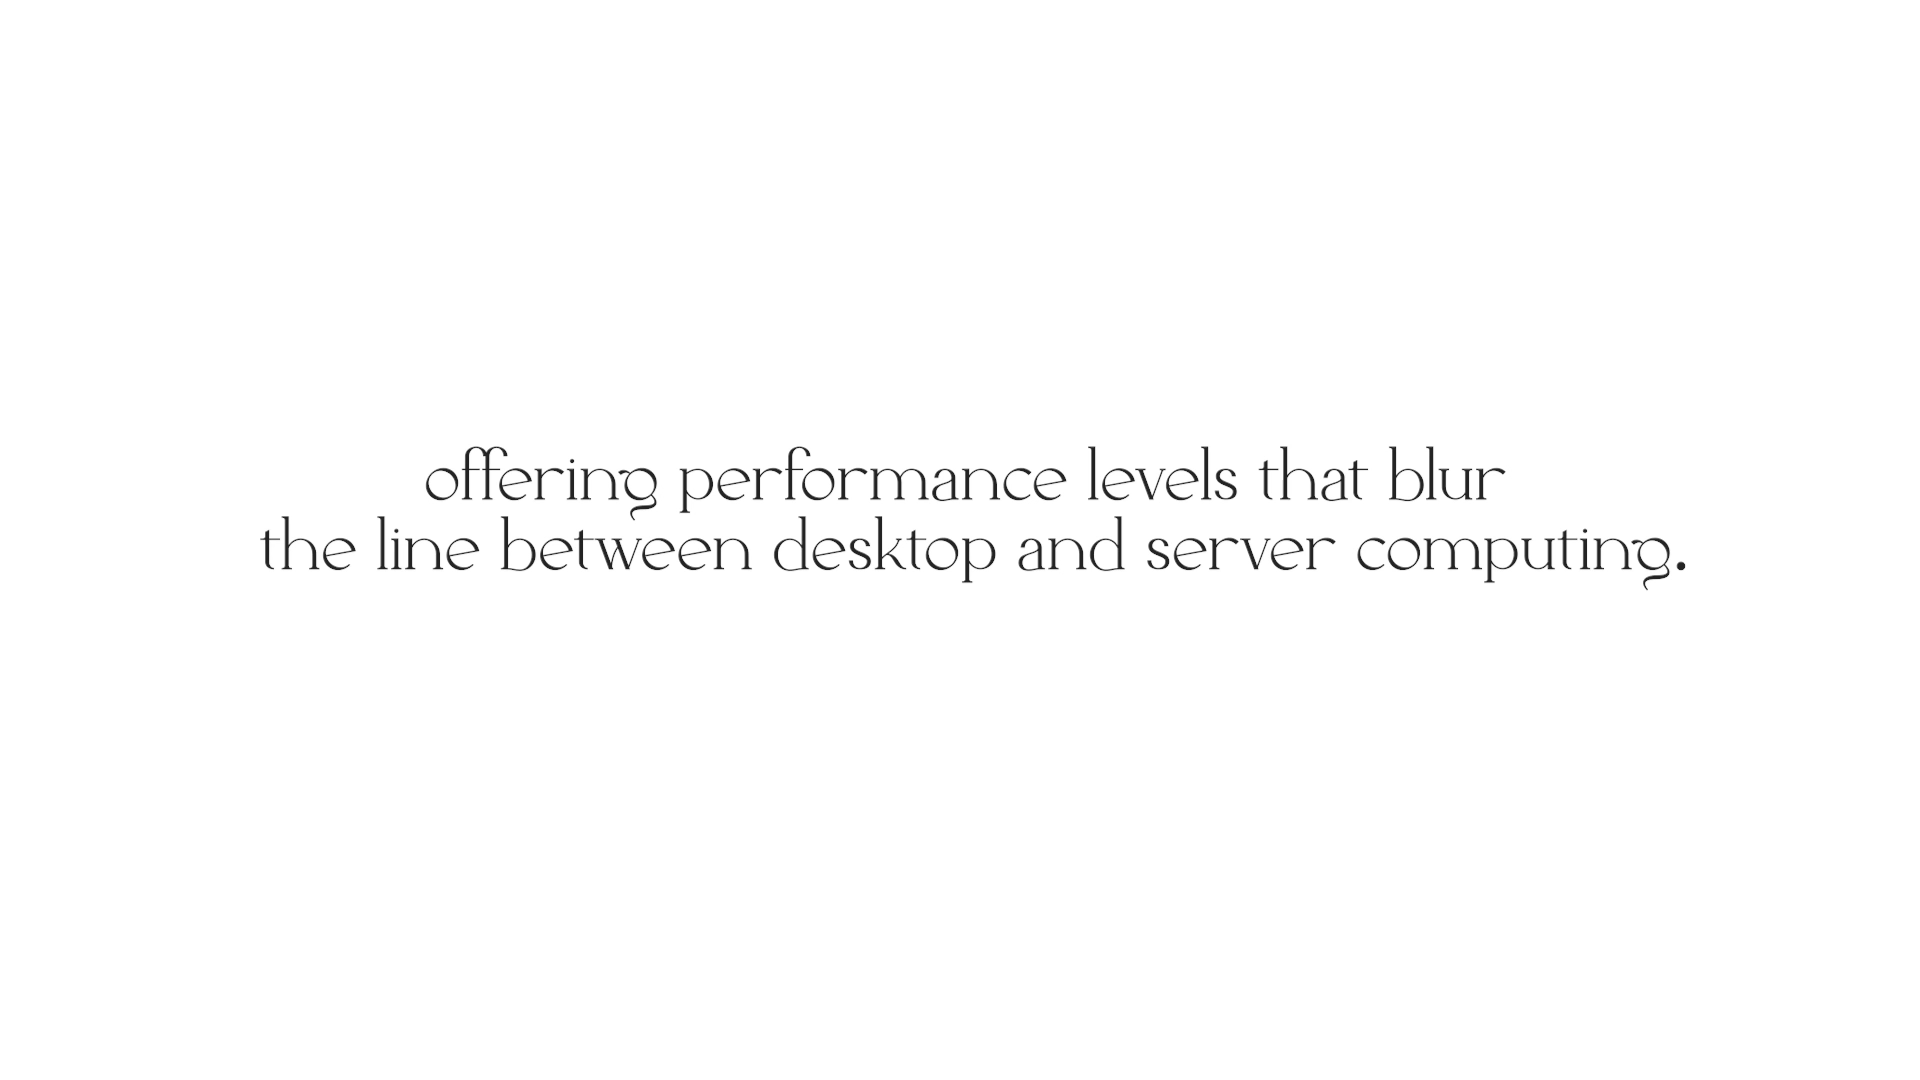 offering performance levels that blur
the line between desktop and server computing.